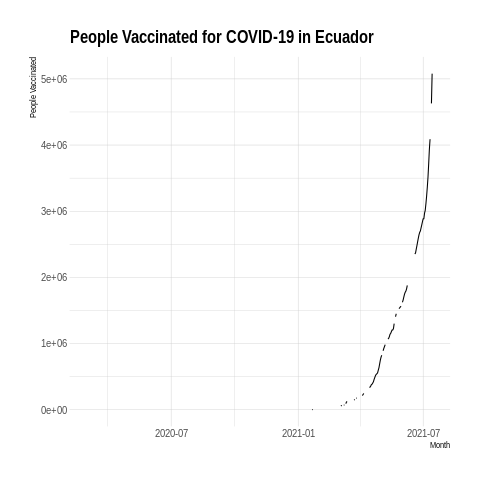 People Vaccinated for COVID-19 in Ecuador
People Vaccinated
5e+06
4e+06
3e+06
2e+06
1e+06
0e+00
2020-07 2021-01 2021-07
Month